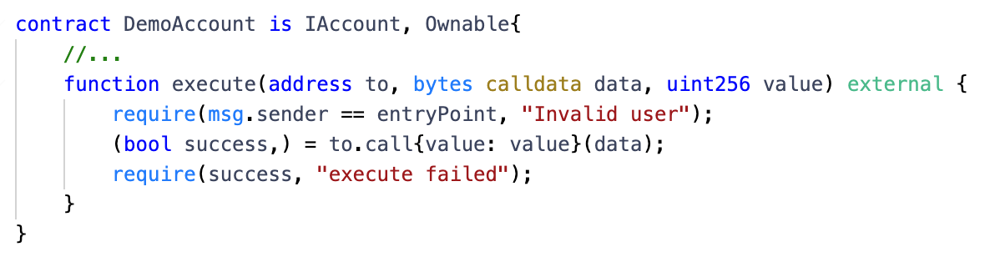 contract DemoAccount is IAccount, Ownable{
//...
function execute(address to, bytes calldata data, uint256 value) external {
require(msg.sender == entryPoint, "Invalid user");
(bool success,) = to.call{value: value}(data);
require(success, "execute failed");
}
}